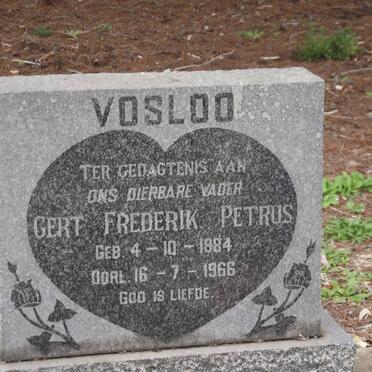 VOSLOO
TER GEDAGTENIS AAN
ONS DIERBARE VADER
GERT FREDERIK PETRUS
GEB. 4-10-1884
OORL. 16-7-1966
GOD IS LIEFDE.